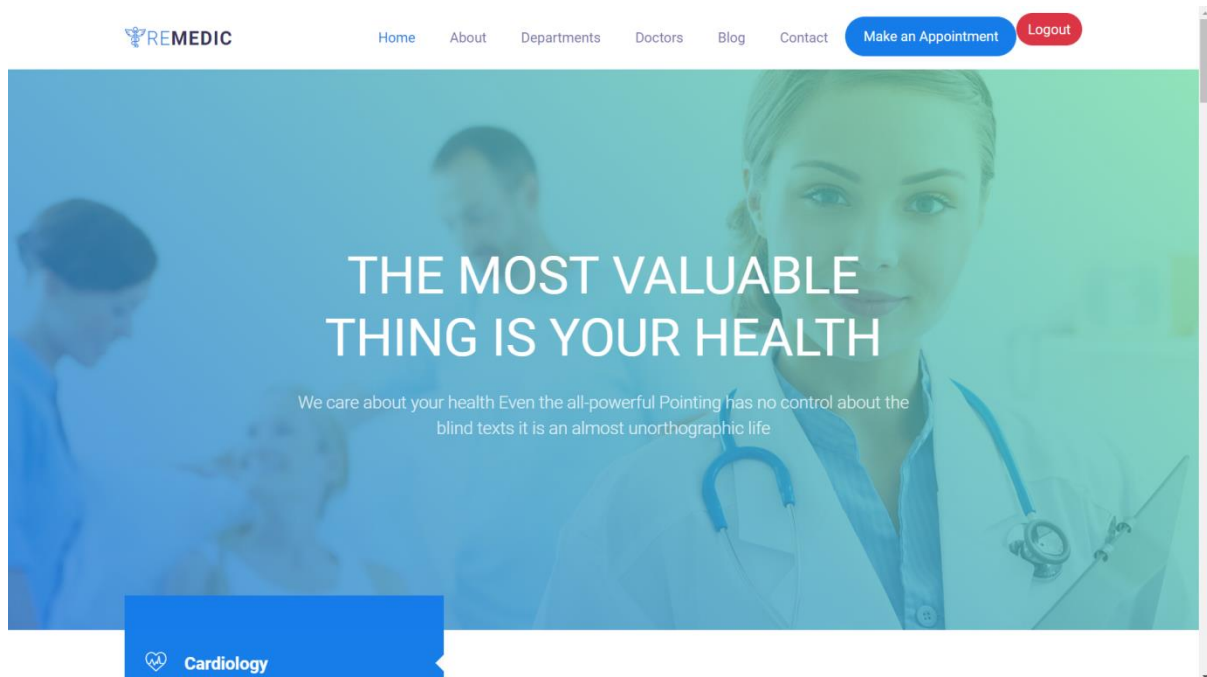 REMEDIC
Home About Departments Doctors Blog Contact Make an Appointment Logout
THE MOST VALUABLE
THING IS YOUR HEALTH
We care about your health Even the all-powerful Pointing has no control about the
blind texts it is an almost unorthographic life
Cardiology